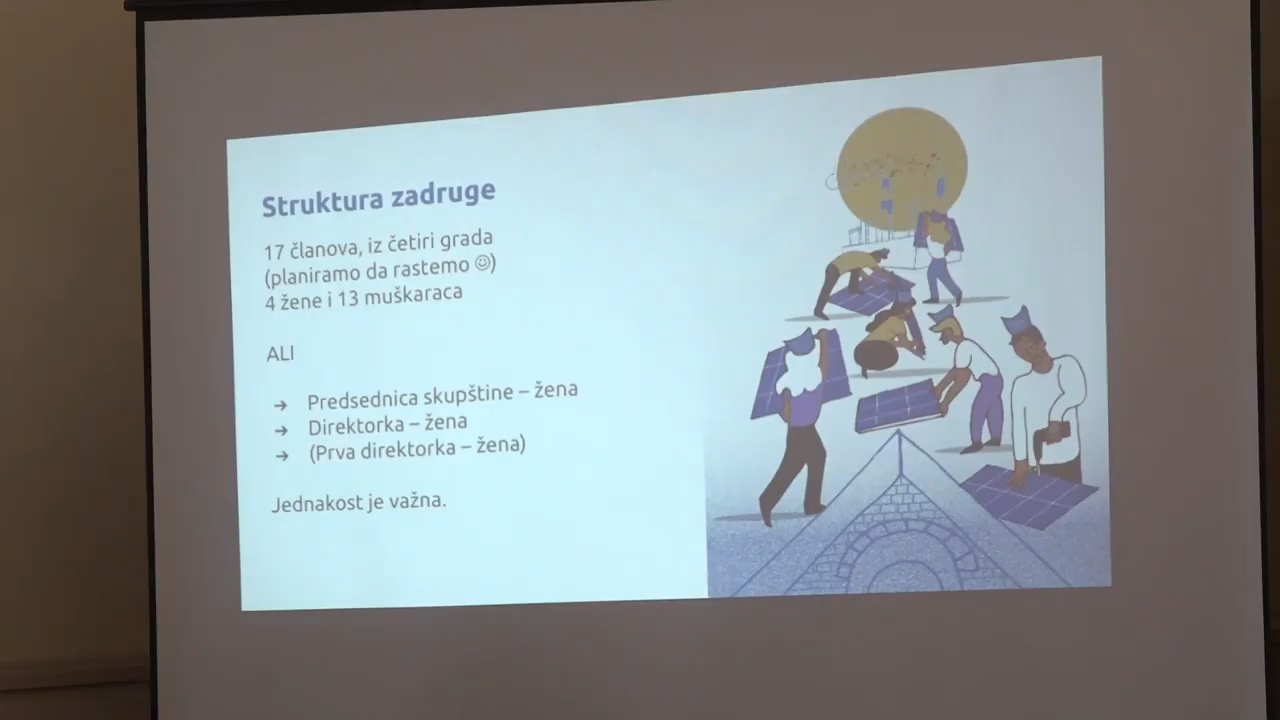 Struktura zadruge
17 članova, iz četiri grada
(planiramo da rastemo ☺)
4 žene i 13 muškaraca
ALI
→ Predsednica skupštine – žena
→ Direktorka – žena
→ (Prva direktorka – žena)
Jednakost je važna.